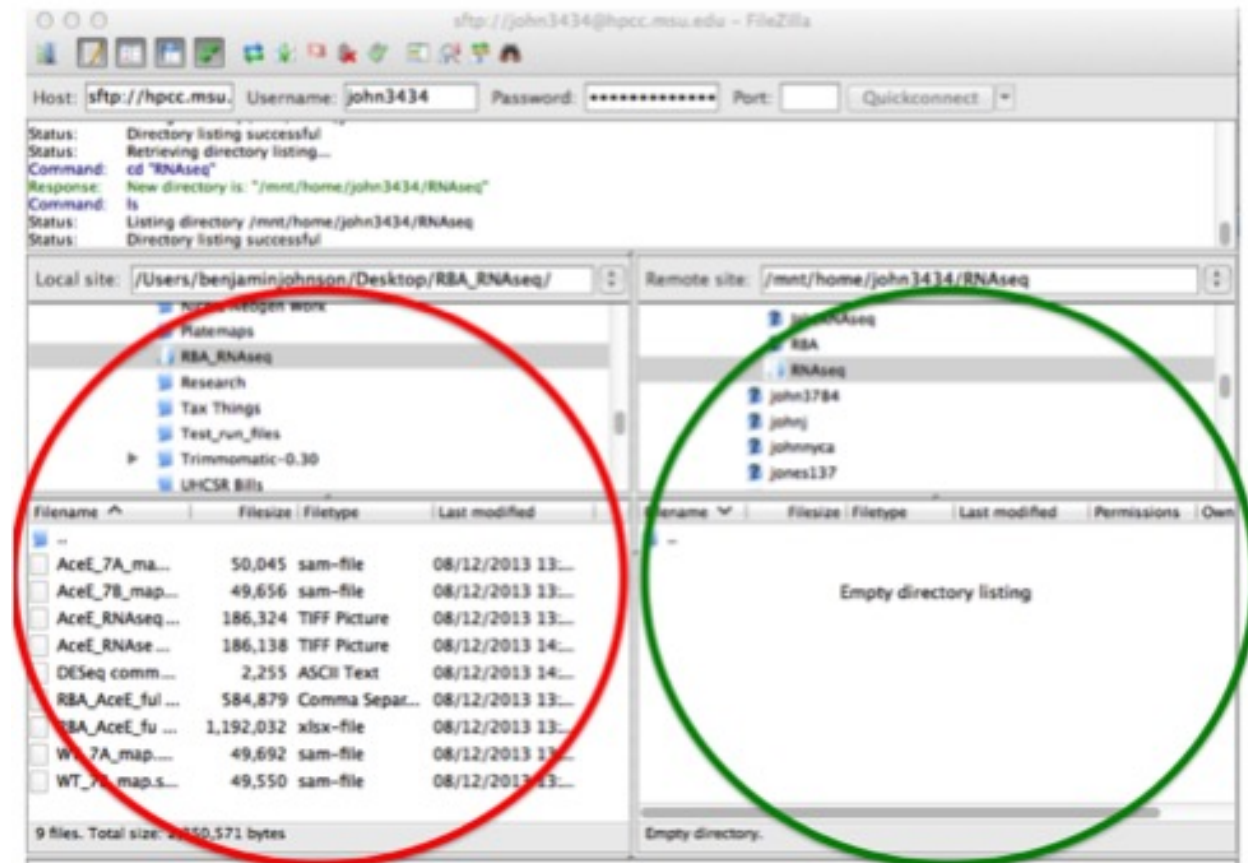 sftp://john3434@hpcc.msu.edu - FileZilla
Host: sftp://hpcc.msu. Username: john3434 Password: •••••••••••••• Port: Quickconnect
Status: Directory listing successful
Status: Retrieving directory listing...
Command: cd "RNAseq"
Response: New directory is: "/mnt/home/john3434/RNAseq"
Command: ls
Status: Listing directory /mnt/home/john3434/RNAseq
Status: Directory listing successful
Local site: /Users/benjaminjohnson/Desktop/RBA_RNAseq/
Work
Platemaps
RBA_RNAseq
Research
Tax Things
Test_run_files
Trimmomatic-0.30
UHCSR Bills
Filename Filesize Filetype Last modified
..
AceE_7A_ma... 50,045 sam-file 08/12/2013 13:...
AceE_7B_map... 49,656 sam-file 08/12/2013 13:...
AceE_RNAseq... 186,324 TIFF Picture 08/12/2013 13:...
AceE_RNAse... 186,138 TIFF Picture 08/12/2013 14:...
DESeq comm... 2,255 ASCII Text 08/12/2013 14:...
RBA_AceE_ful... 584,879 Comma Separ... 08/12/2013 13:...
RBA_AceE_fu... 1,192,032 xlsx-file 08/12/2013 13:...
WT_7A_map.... 49,692 sam-file 08/12/2013 13:...
WT_7B_map.s... 49,550 sam-file 08/12/2013 13:...
9 files. Total size: bytes
Remote site: /mnt/home/john3434/RNAseq
RBA
RNAseq
john3784
johnj
johnnyca
jones137
Filename Filesize Filetype Last modified Permissions Own
..
Empty directory listing
Empty directory.